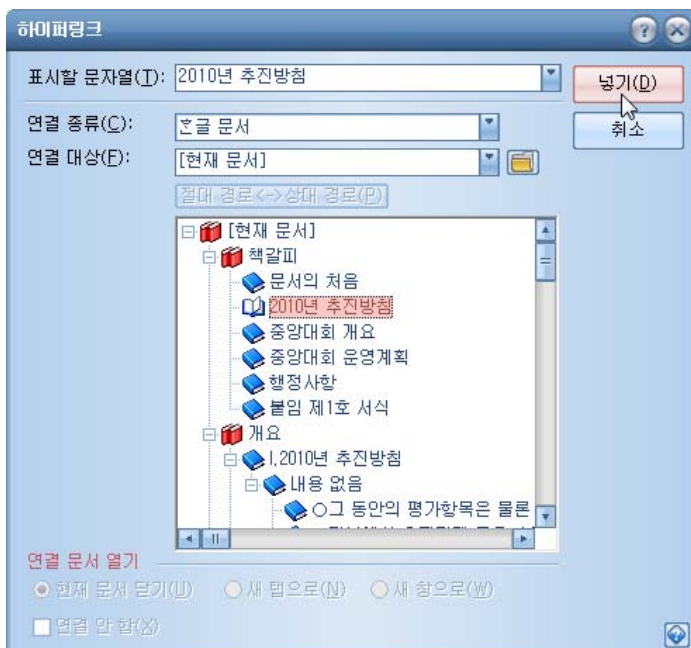 하이퍼링크
표시할 문자열(T): 2010년 추진방침
넣기(D)
연결 종류(C): 한글 문서
취소
연결 대상(F): [현재 문서]
절대 경로<->상대 경로(P)
[현재 문서]
책갈피
문서의 처음
2010년 추진방침
중앙대회 개요
중앙대회 운영계획
행정사항
붙임 제1호 서식
개요
Ⅰ.2010년 추진방침
내용 없음
○그 동안의 평가항목은 물론
연결 문서 열기
현재 문서 닫기(U) 새 탭으로(N) 새 창으로(W)
연결 안 함(X)